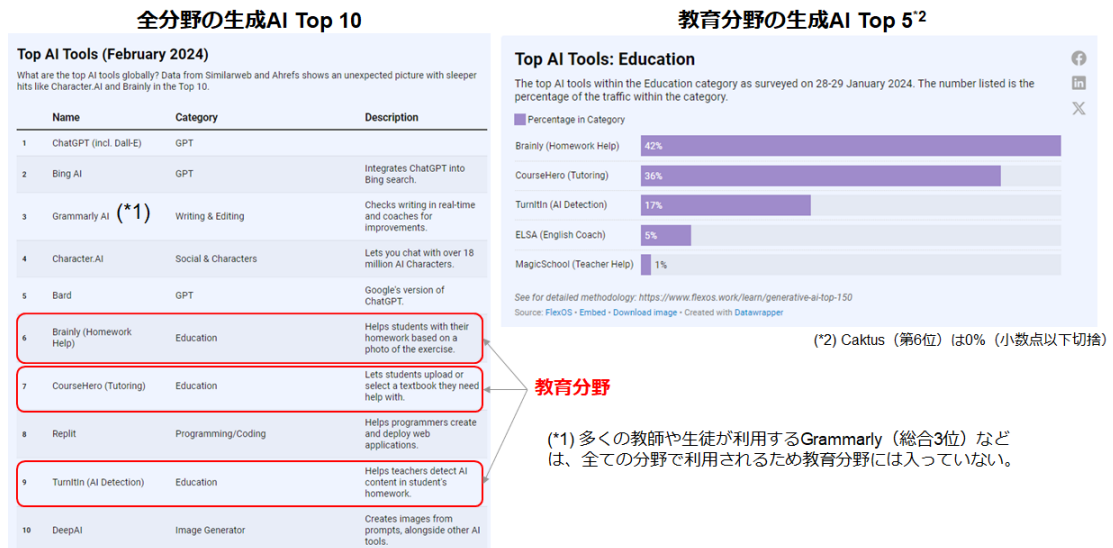 全分野の生成AI Top 10
Top AI Tools (February 2024)
What are the top AI tools globally? Data from Similarweb and Ahrefs shows an unexpected picture with sleeper
hits like Character.AI and Brainly in the Top 10.
Name Category Description
1 ChatGPT (incl. Dall-E) GPT
2 Bing AI GPT Integrates ChatGPT into
Bing search.
3 Grammarly AI (*1) Writing & Editing Checks writing in real-time
and coaches for
improvements.
4 Character.AI Social & Characters Lets you chat with over 18
million AI Characters.
5 Bard GPT Google's version of
ChatGPT.
6 Brainly (Homework
Help) Education Helps students with their
homework based on a
photo of the exercise.
7 CourseHero (Tutoring) Education Lets students upload or
select a textbook they need
help with.
8 Replit Programming/Coding Helps programmers create
and deploy web
applications.
9 TurnItIn (AI Detection) Education Helps teachers detect AI
content in student's
homework.
10 DeepAI Image Generator Creates images from
prompts, alongside other AI
tools.
教育分野の生成AI Top 5*2
Top AI Tools: Education
The top AI tools within the Education category as surveyed on 28-29 January 2024. The number listed is the
percentage of the traffic within the category.
Percentage in Category
Brainly (Homework Help) 42%
CourseHero (Tutoring) 36%
TurnItIn (AI Detection) 17%
ELSA (English Coach) 5%
MagicSchool (Teacher Help) 1%
See for detailed methodology: https://www.flexos.work/learn/generative-ai-top-150
Source: FlexOS • Embed • Download image • Created with Datawrapper
(*2) Caktus（第6位）は0%（小数点以下切捨）
教育分野
(*1) 多くの教師や生徒が利用するGrammarly（総合3位）など
は、全ての分野で利用されるため教育分野には入っていない。